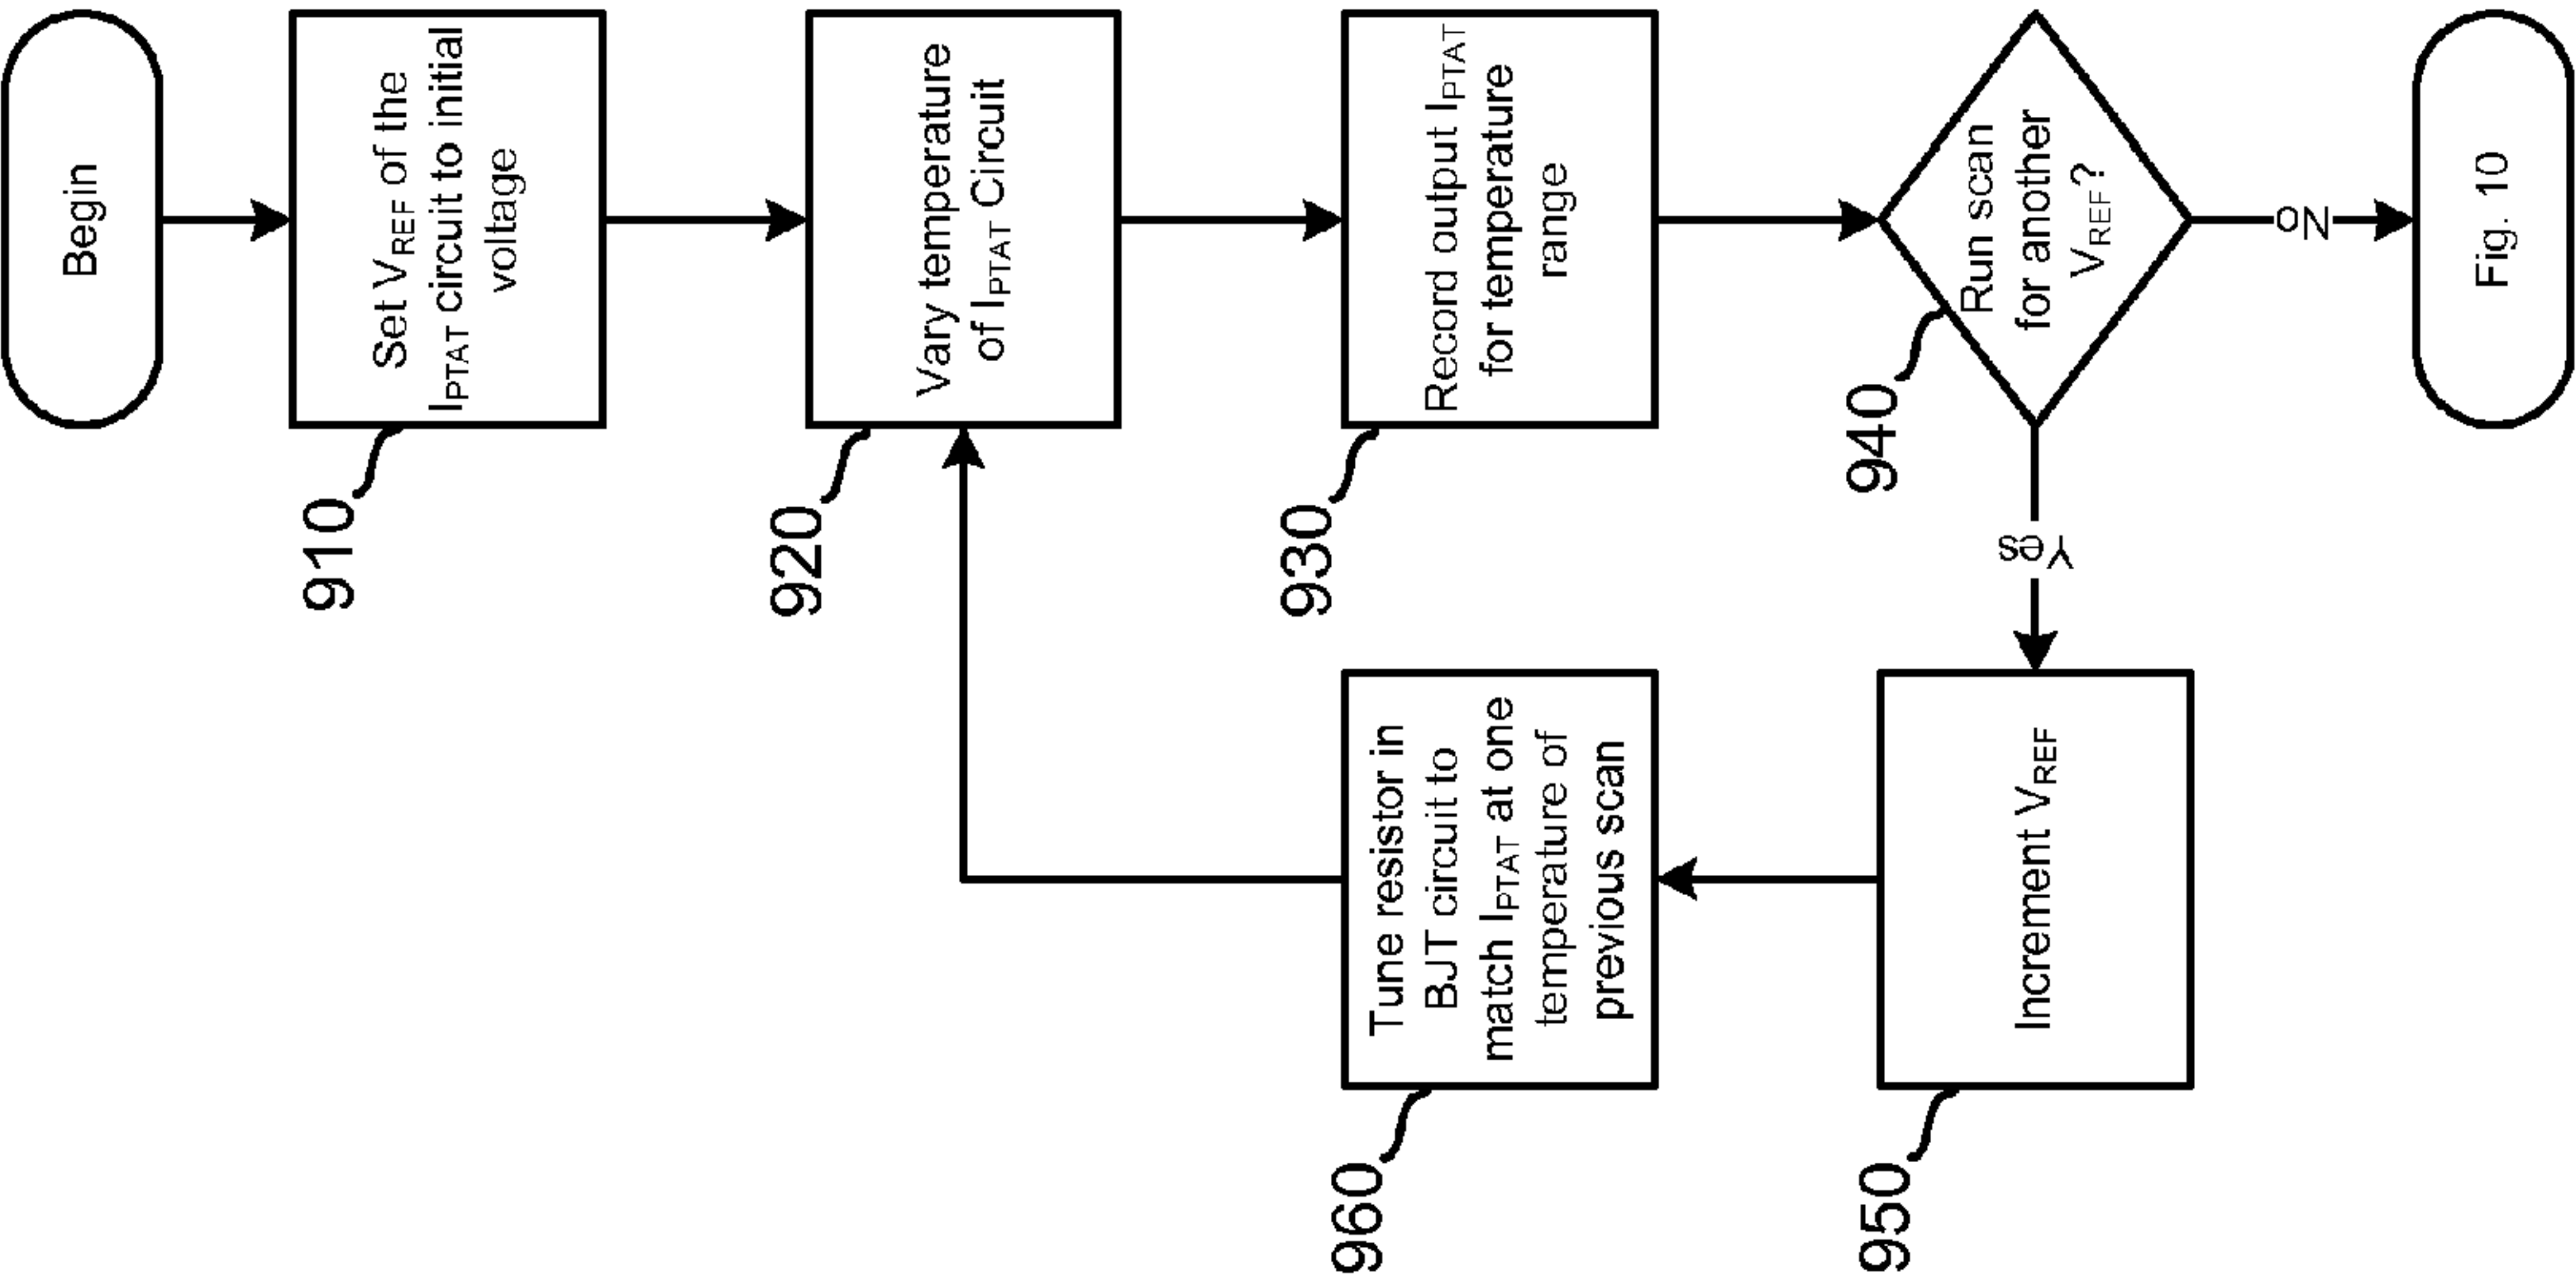 Begin
910
Set VREF of the
IPTAT circuit to initial
voltage
920
Vary temperature
of IPTAT Circuit
930
Record output IPTAT
for temperature
range
940
Run scan
for another
VREF?
Yes
No
950
Increment VREF
960
Tune resistor in
BJT circuit to
match IPTAT at one
temperature of
previous scan
Fig. 10